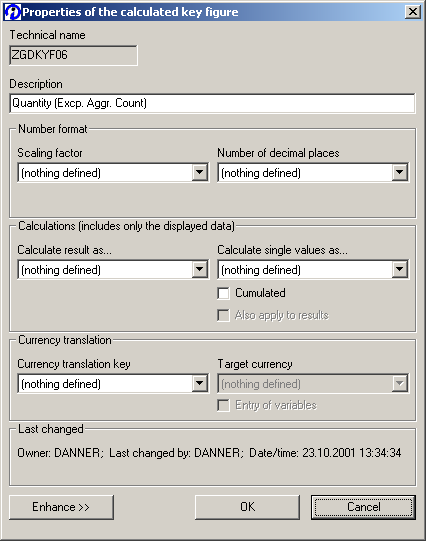 Properties of the calculated key figure
Technical name
ZGDKYF06
Description
Quantity (Excp. Aggr. Count)
Number format
Scaling factor
Number of decimal places
(nothing defined)
(nothing defined)
Calculations (includes only the displayed data)
Calculate result as...
Calculate single values as...
(nothing defined)
(nothing defined)
Cumulated
Also apply to results
Currency translation
Currency translation key
Target currency
(nothing defined)
(nothing defined)
Entry of variables
Last changed
Owner: DANNER; Last changed by: DANNER; Date/time: 23.10.2001 13:34:34
Enhance >>
OK
Cancel